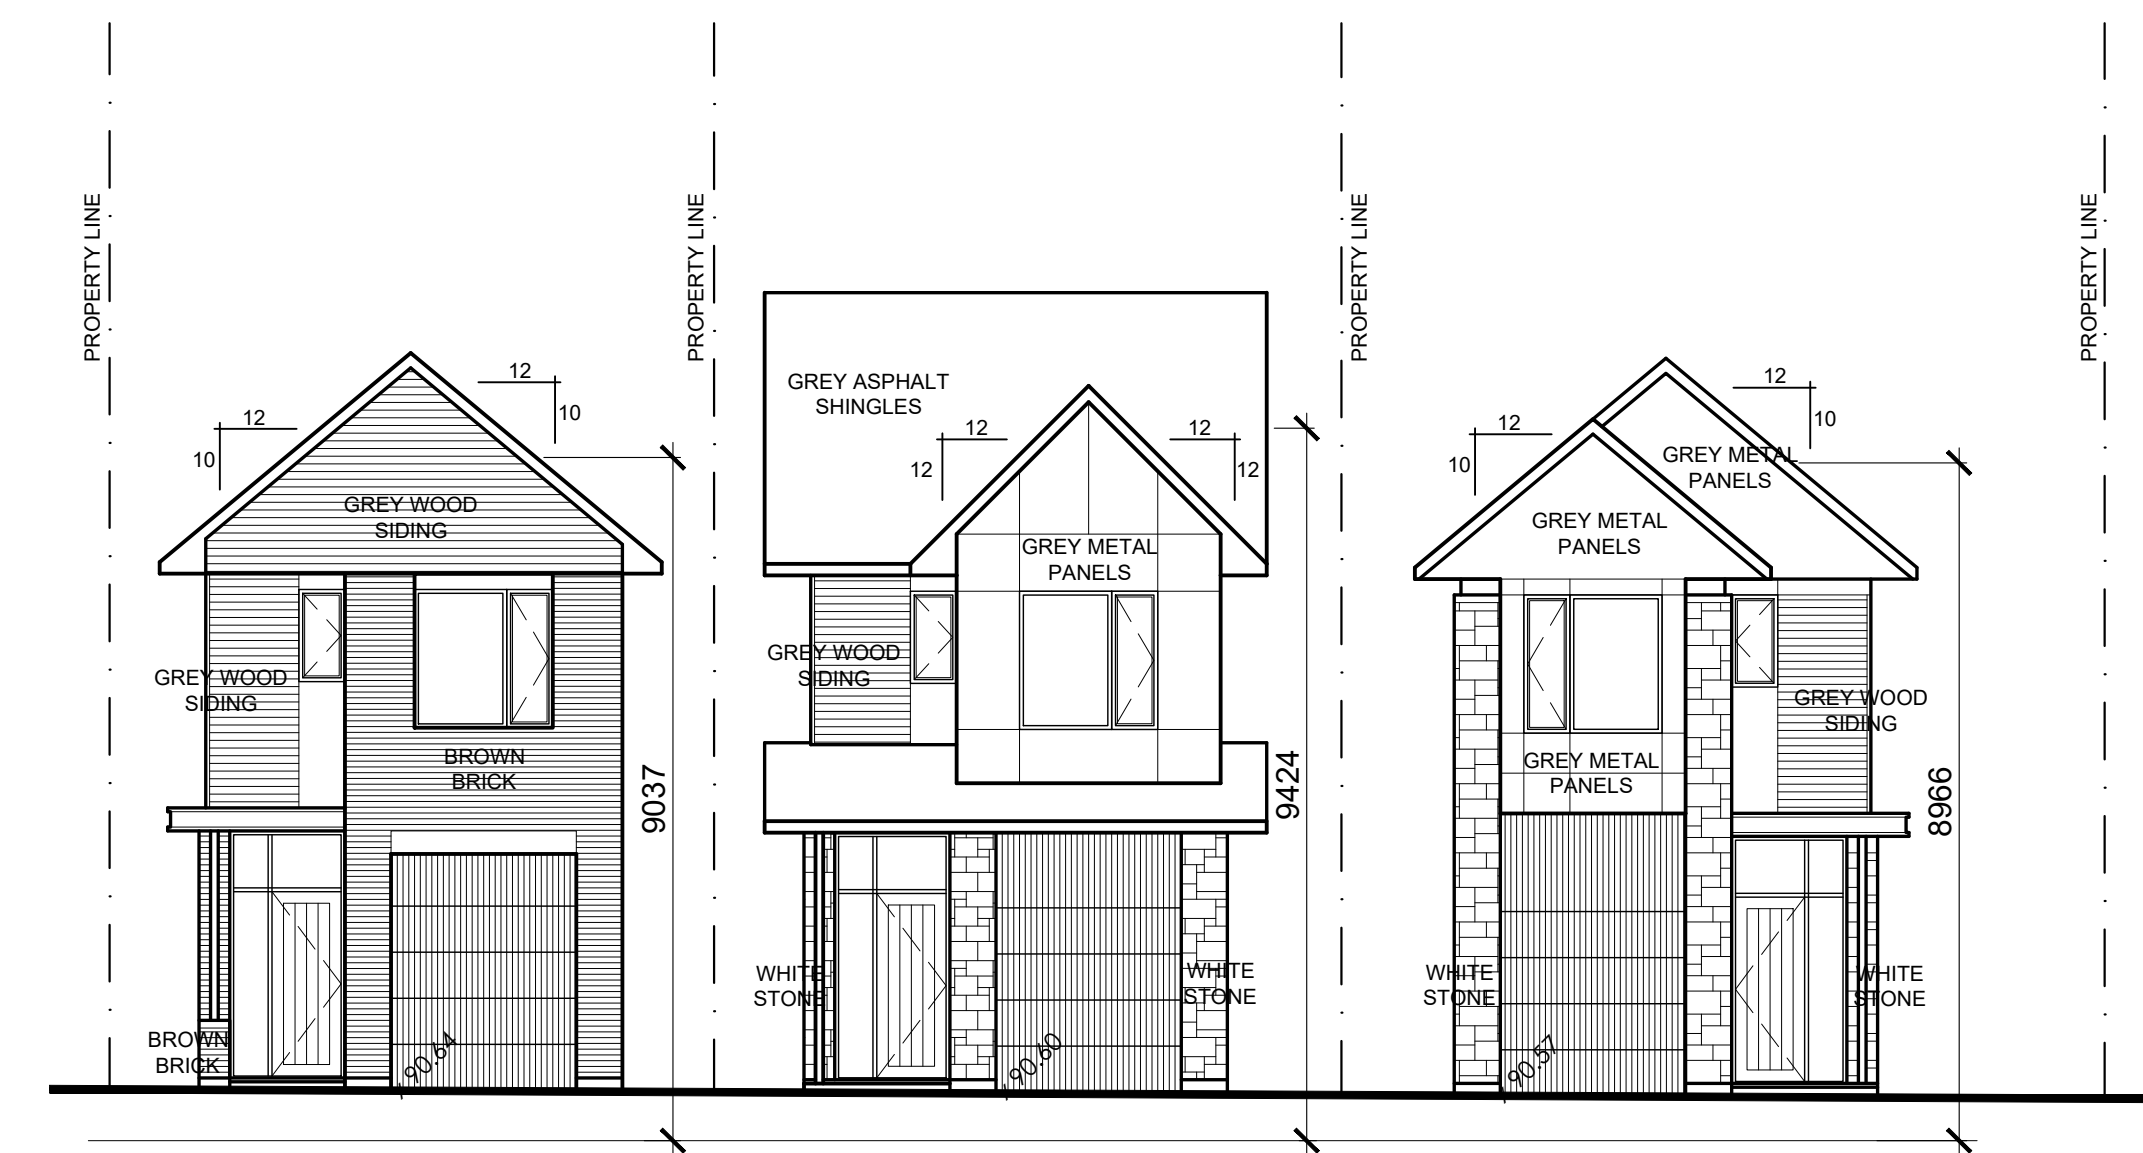 PROPERTY LINE
PROPERTY LINE
PROPERTY LINE
PROPERTY LINE
12
10
12
10
GREY WOOD
SIDING
GREY WOOD
SIDING
BROWN
BRICK
BROWN
BRICK
90.64
9037
GREY ASPHALT
SHINGLES
12
12
12
12
GREY METAL
PANELS
GREY WOOD
SIDING
WHITE
STONE
WHITE
STONE
90.60
9424
12
10
12
10
GREY METAL
PANELS
GREY METAL
PANELS
GREY WOOD
SIDING
GREY METAL
PANELS
WHITE
STONE
WHITE
STONE
90.57
8966